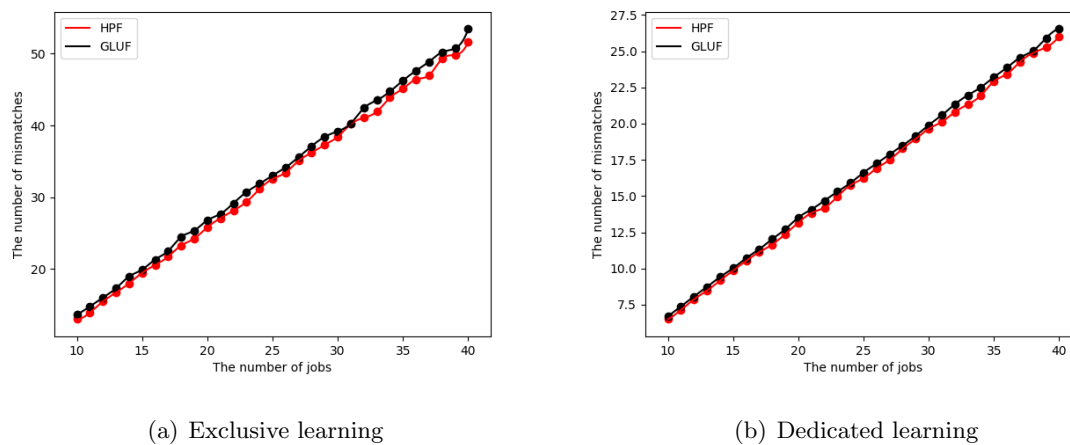 HPF
GLUF
50
40
30
20
The number of mismatches
10 15 20 25 30 35 40
The number of jobs
(a) Exclusive learning
HPF
GLUF
27.5
25.0
22.5
20.0
17.5
15.0
12.5
10.0
7.5
The number of mismatches
10 15 20 25 30 35 40
The number of jobs
(b) Dedicated learning